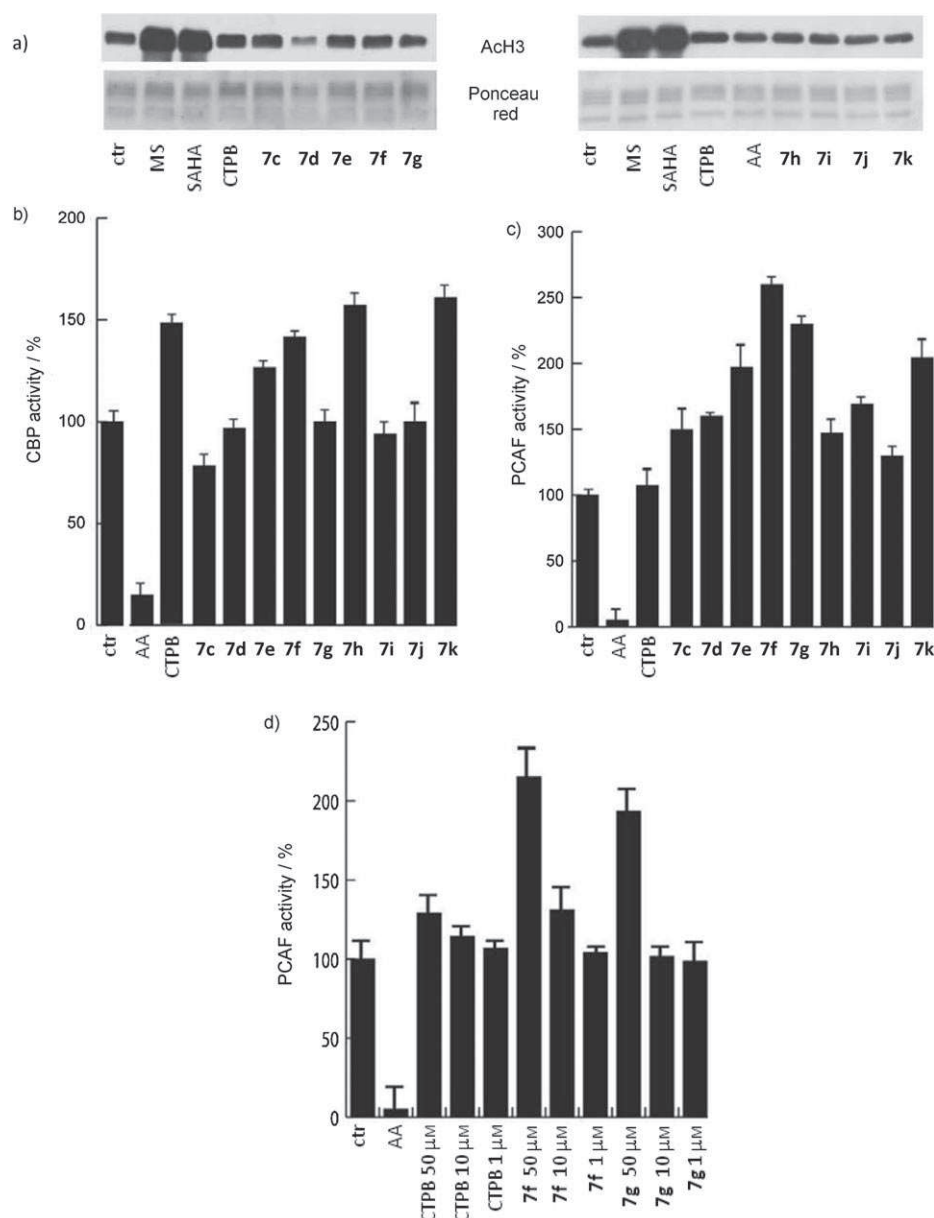 a)
AcH3
Ponceau
red
ctr MS SAHA CTPB 7c 7d 7e 7f 7g
ctr MS SAHA CTPB AA 7h 7i 7j 7k
b)
200
150
100
50
0
CBP activity / %
ctr AA CTPB 7c 7d 7e 7f 7g 7h 7i 7j 7k
c)
300
250
200
150
100
50
0
PCAF activity / %
ctr AA CTPB 7c 7d 7e 7f 7g 7h 7i 7j 7k
d)
250
200
150
100
50
0
PCAF activity / %
ctr AA CTPB 50 μM CTPB 10 μM CTPB 1 μM 7f 50 μM 7f 10 μM 7f 1 μM 7g 50 μM 7g 10 μM 7g 1 μM